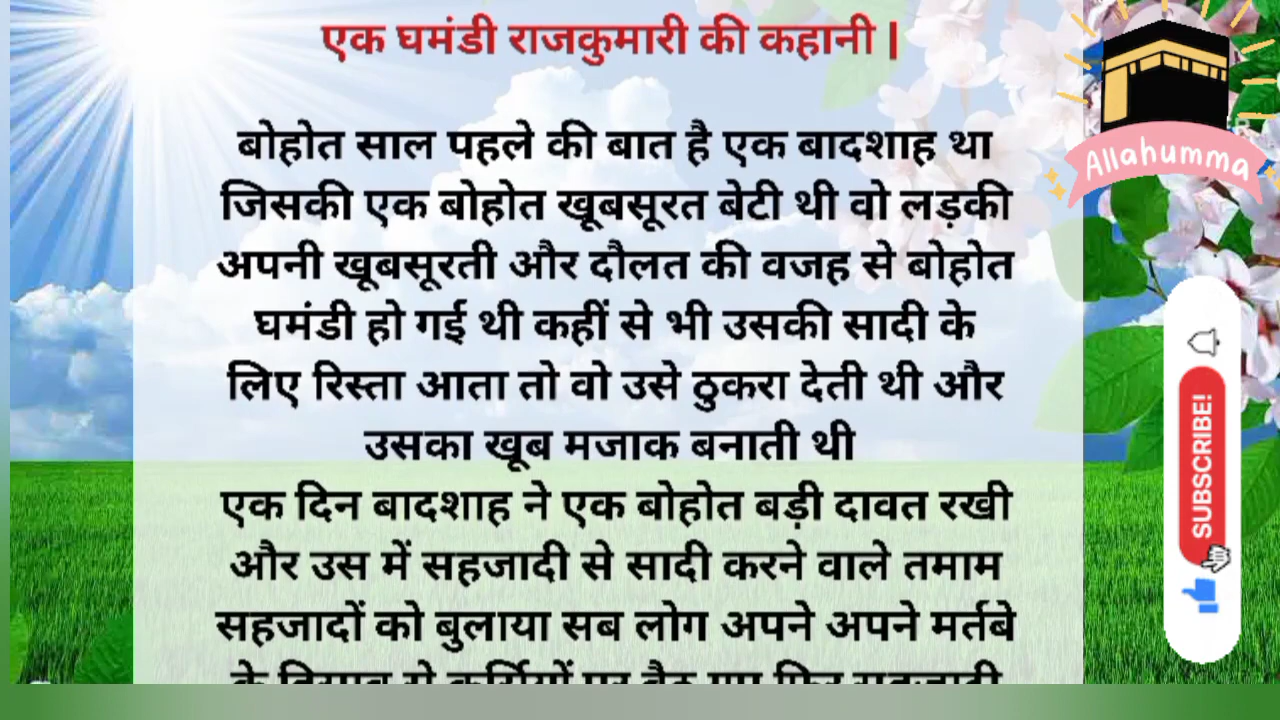 एक घमंडी राजकुमारी की कहानी |
बोहोत साल पहले की बात है एक बादशाह था
जिसकी एक बोहोत खूबसूरत बेटी थी वो लड़की
अपनी खूबसूरती और दौलत की वजह से बोहोत
घमंडी हो गई थी कहीं से भी उसकी सादी के
लिए रिस्ता आता तो वो उसे ठुकरा देती थी और
उसका खूब मजाक बनाती थी
एक दिन बादशाह ने एक बोहोत बड़ी दावत रखी
और उस में सहजादी से सादी करने वाले तमाम
सहजादों को बुलाया सब लोग अपने अपने मर्तबे
Allahumma
SUBSCRIBE!